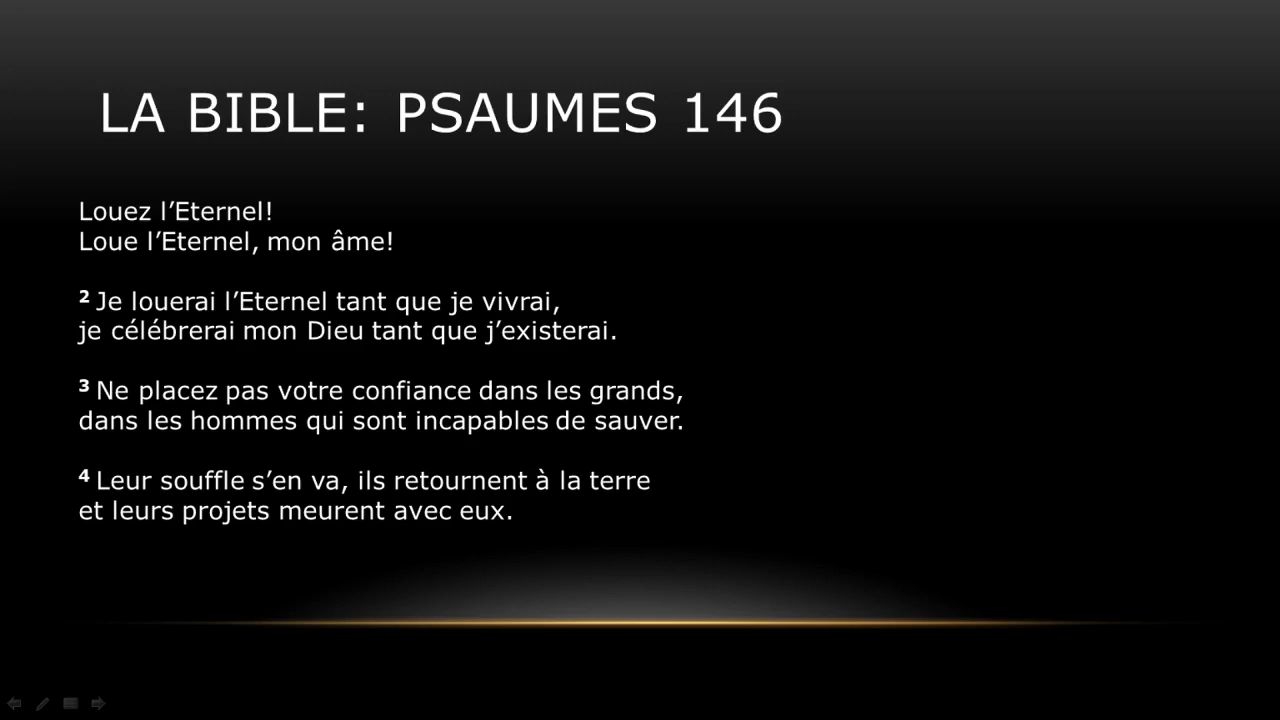 LA BIBLE: PSAUMES 146
Louez l’Eternel!
Loue l’Eternel, mon âme!
2 Je louerai l’Eternel tant que je vivrai,
je célébrerai mon Dieu tant que j’existerai.
3 Ne placez pas votre confiance dans les grands,
dans les hommes qui sont incapables de sauver.
4 Leur souffle s’en va, ils retournent à la terre
et leurs projets meurent avec eux.